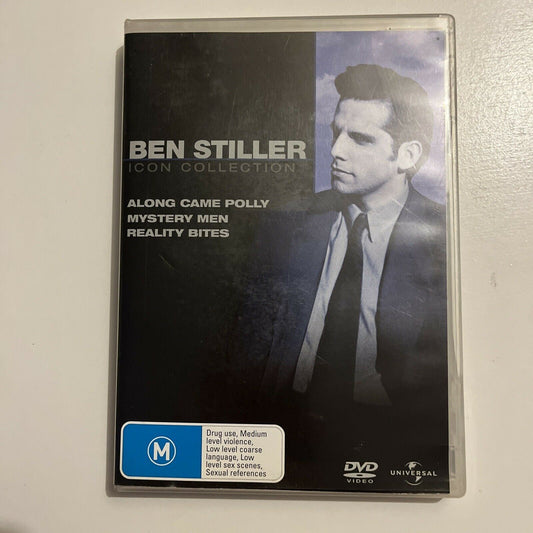 BEN STILLER
ICON COLLECTION
ALONG CAME POLLY
MYSTERY MEN
REALITY BITES
M
Drug use, Medium
level violence,
Low level coarse
language, Low
level sex scenes,
Sexual references
DVD
VIDEO
UNIVERSAL